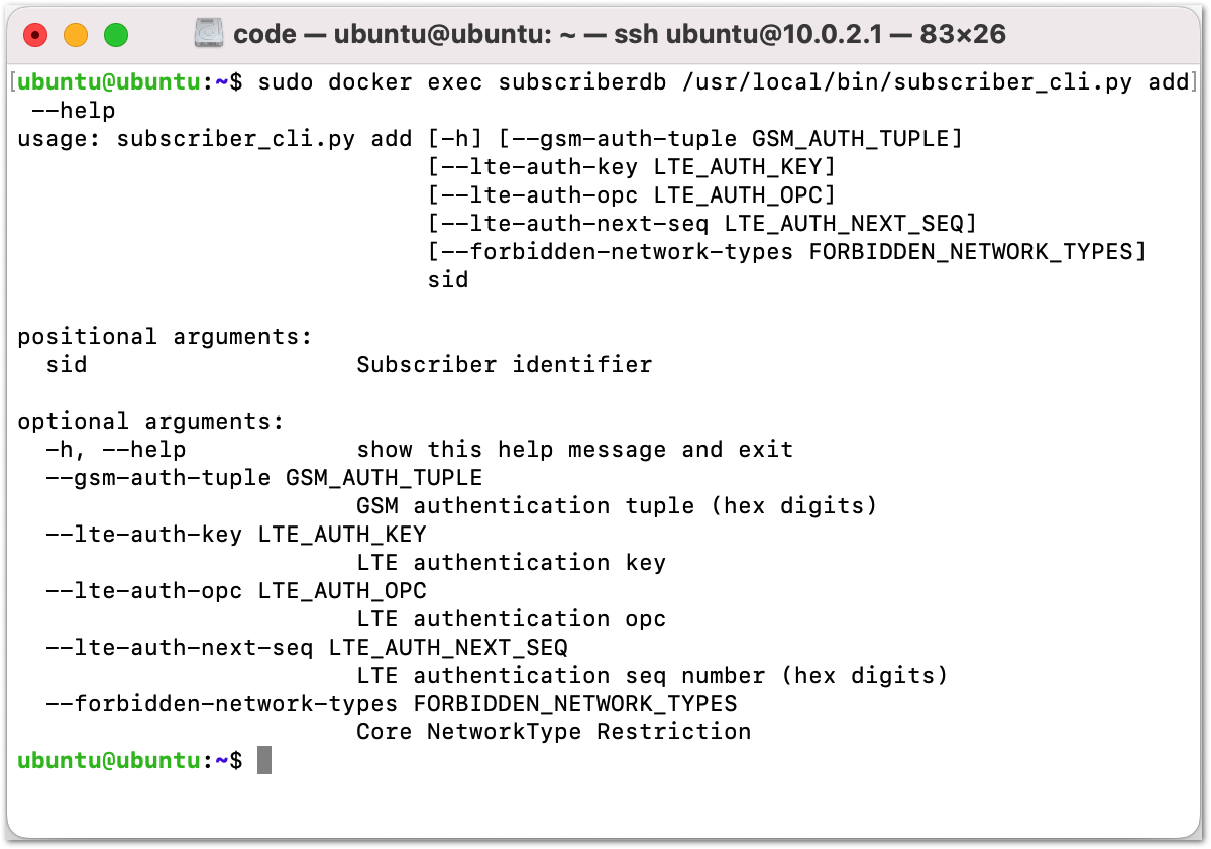 code — ubuntu@ubuntu: ~ — ssh ubuntu@10.0.2.1 — 83×26
[ubuntu@ubuntu:~$ sudo docker exec subscriberdb /usr/local/bin/subscriber_cli.py add]
 --help
usage: subscriber_cli.py add [-h] [--gsm-auth-tuple GSM_AUTH_TUPLE]
                             [--lte-auth-key LTE_AUTH_KEY]
                             [--lte-auth-opc LTE_AUTH_OPC]
                             [--lte-auth-next-seq LTE_AUTH_NEXT_SEQ]
                             [--forbidden-network-types FORBIDDEN_NETWORK_TYPES]
                             sid
positional arguments:
  sid                   Subscriber identifier
optional arguments:
  -h, --help            show this help message and exit
  --gsm-auth-tuple GSM_AUTH_TUPLE
                        GSM authentication tuple (hex digits)
  --lte-auth-key LTE_AUTH_KEY
                        LTE authentication key
  --lte-auth-opc LTE_AUTH_OPC
                        LTE authentication opc
  --lte-auth-next-seq LTE_AUTH_NEXT_SEQ
                        LTE authentication seq number (hex digits)
  --forbidden-network-types FORBIDDEN_NETWORK_TYPES
                        Core NetworkType Restriction
ubuntu@ubuntu:~$